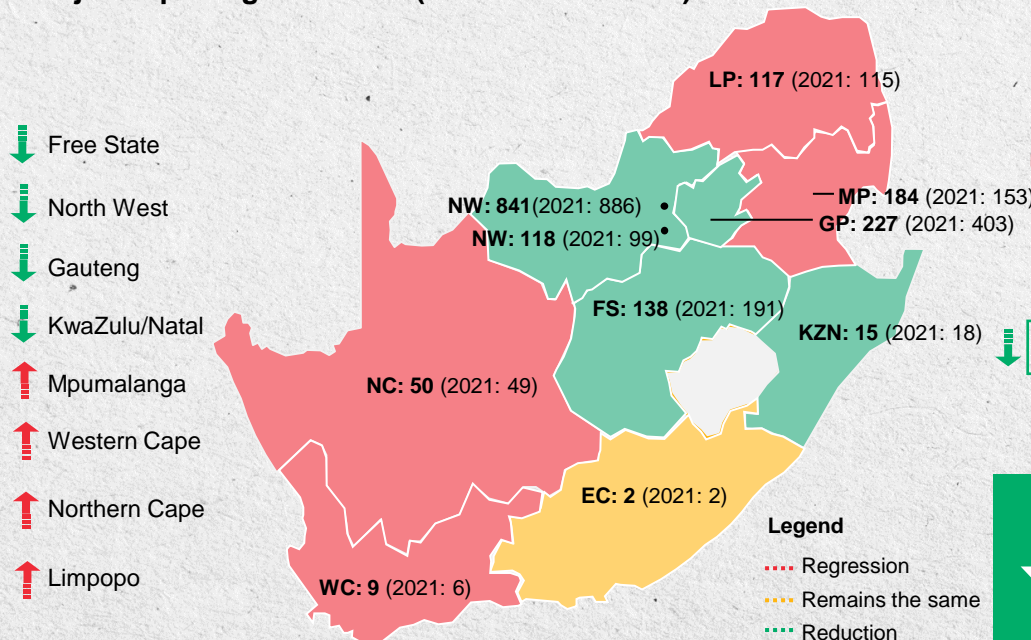 LP: 117 (2021: 115)
Free State
North West
Gauteng
KwaZulu/Natal
Mpumalanga
Western Cape
Northern Cape
Limpopo
NW: 841(2021: 886)
NW: 118 (2021: 99)
MP: 184 (2021: 153)
GP: 227 (2021: 403)
FS: 138 (2021: 191)
KZN: 15 (2021: 18)
NC: 50 (2021: 49)
EC: 2 (2021: 2)
WC: 9 (2021: 6)
Legend
Regression
Remains the same
Reduction